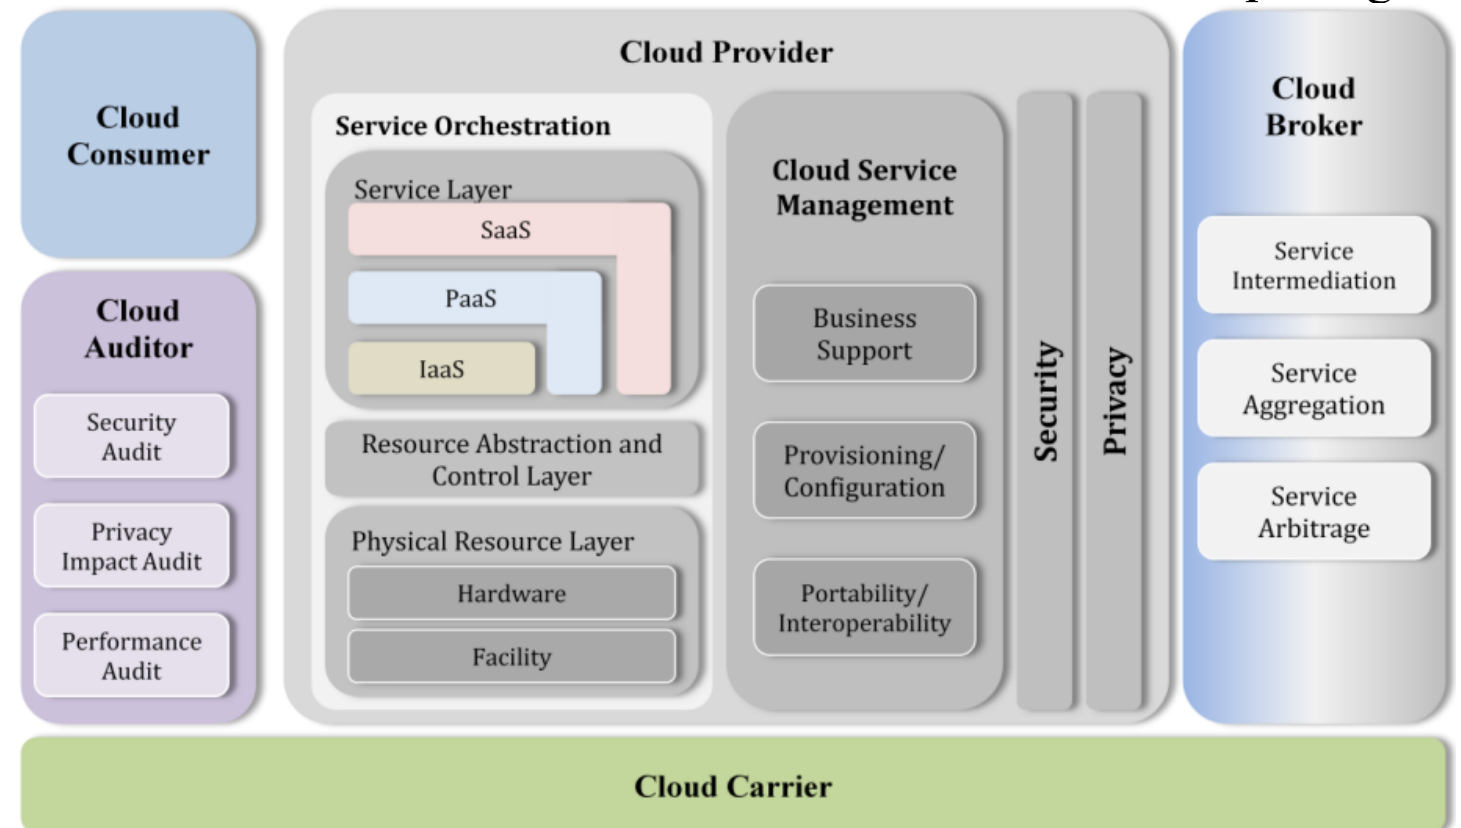 Cloud
Consumer
Cloud
Auditor
Security
Audit
Privacy
Impact Audit
Performance
Audit
Cloud Provider
Service Orchestration
Service Layer
SaaS
PaaS
IaaS
Resource Abstraction and
Control Layer
Physical Resource Layer
Hardware
Facility
Cloud Service
Management
Business
Support
Provisioning/
Configuration
Portability/
Interoperability
Security
Privacy
Cloud
Broker
Service
Intermediation
Service
Aggregation
Service
Arbitrage
Cloud Carrier